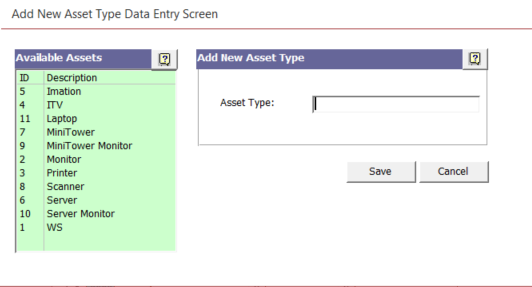 Add New Asset Type Data Entry Screen
Available Assets
ID Description
5 Imation
4 ITV
11 Laptop
7 MiniTower
9 MiniTower Monitor
2 Monitor
3 Printer
8 Scanner
6 Server
10 Server Monitor
1 WS
Add New Asset Type
Asset Type:
Save Cancel